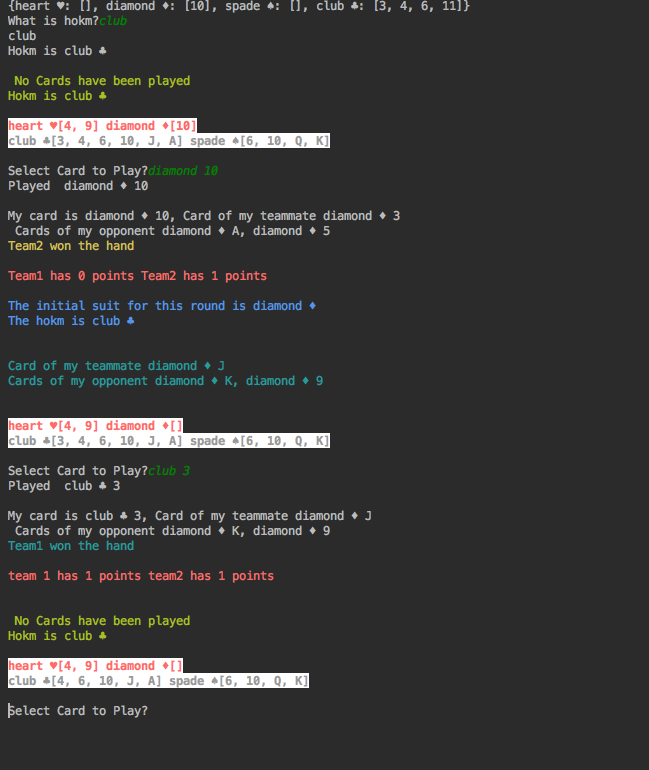 {heart ♥: [], diamond ♦: [10], spade ♠: [], club ♣: [3, 4, 6, 11]}
What is hokm?club
club
Hokm is club ♣
No Cards have been played
Hokm is club ♣
heart ♥[4, 9] diamond ♦[10]
club ♣[3, 4, 6, 10, J, A] spade ♠[6, 10, Q, K]
Select Card to Play?diamond 10
Played  diamond ♦ 10
My card is diamond ♦ 10, Card of my teammate diamond ♦ 3
Cards of my opponent diamond ♦ A, diamond ♦ 5
Team2 won the hand
Team1 has 0 points Team2 has 1 points
The initial suit for this round is diamond ♦
The hokm is club ♣
Card of my teammate diamond ♦ J
Cards of my opponent diamond ♦ K, diamond ♦ 9
heart ♥[4, 9] diamond ♦[]
club ♣[3, 4, 6, 10, J, A] spade ♠[6, 10, Q, K]
Select Card to Play?club 3
Played  club ♣ 3
My card is club ♣ 3, Card of my teammate diamond ♦ J
Cards of my opponent diamond ♦ K, diamond ♦ 9
Team1 won the hand
team 1 has 1 points team2 has 1 points
No Cards have been played
Hokm is club ♣
heart ♥[4, 9] diamond ♦[]
club ♣[4, 6, 10, J, A] spade ♠[6, 10, Q, K]
Select Card to Play?